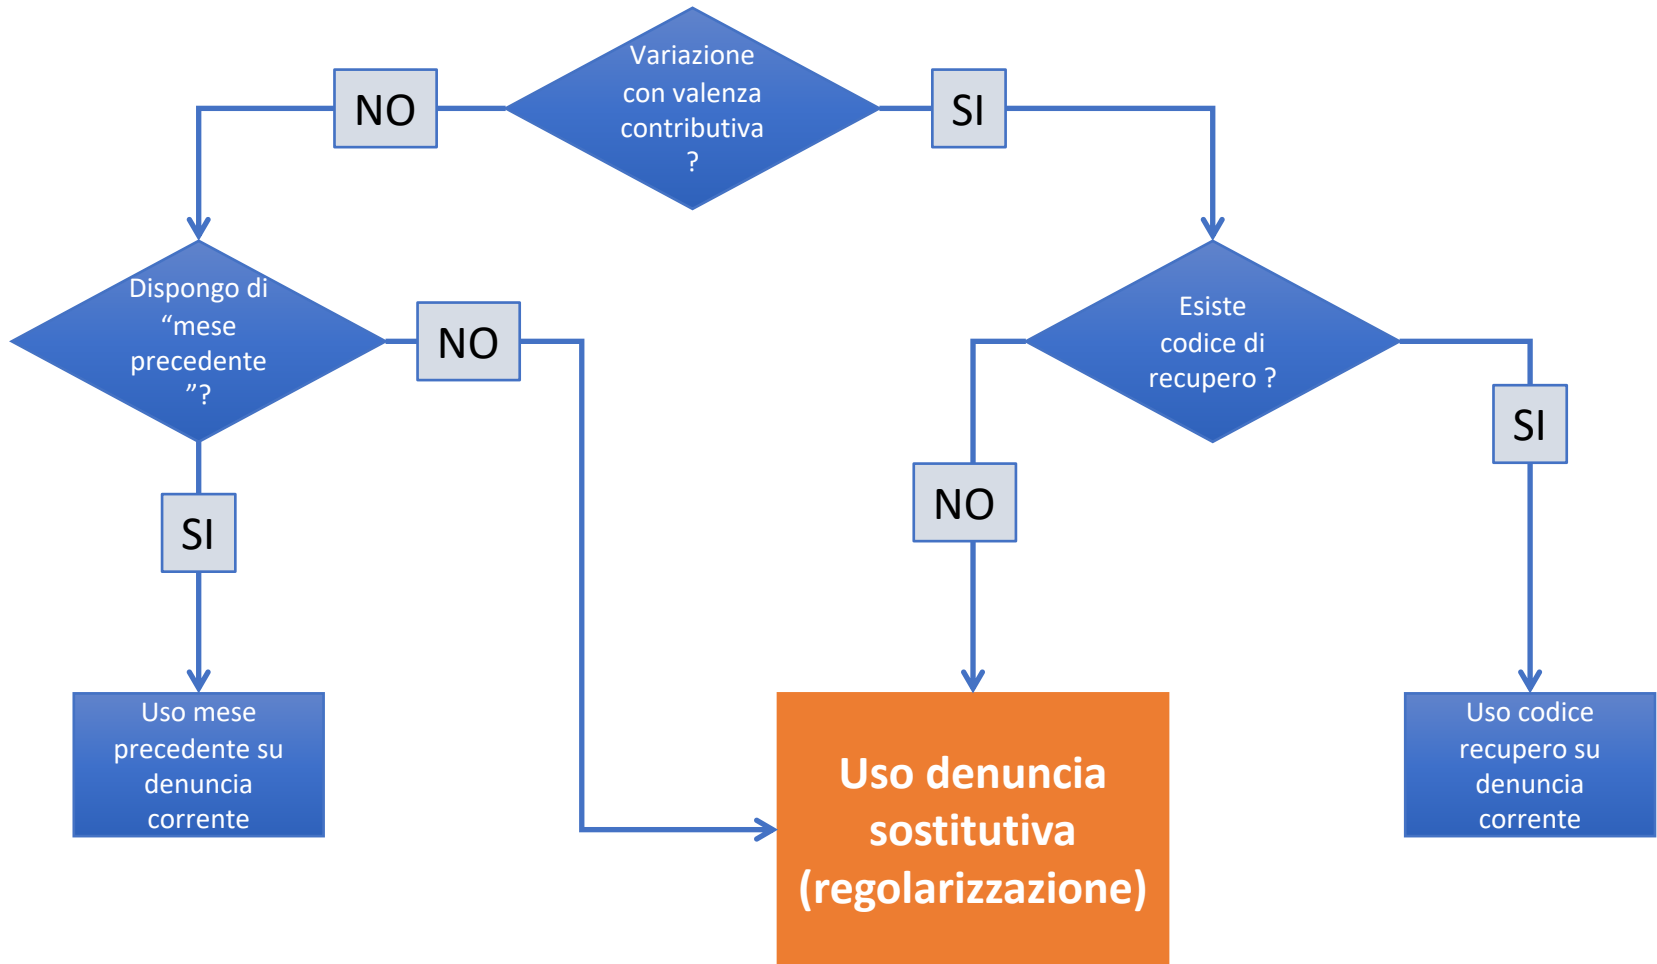 Variazione
con valenza
contributiva
?
NO
SI
Dispongo di
“mese
precedente
”?
NO
Esiste
codice di
recupero ?
SI
NO
SI
Uso mese
precedente su
denuncia
corrente
Uso denuncia
sostitutiva
(regolarizzazione)
Uso codice
recupero su
denuncia
corrente